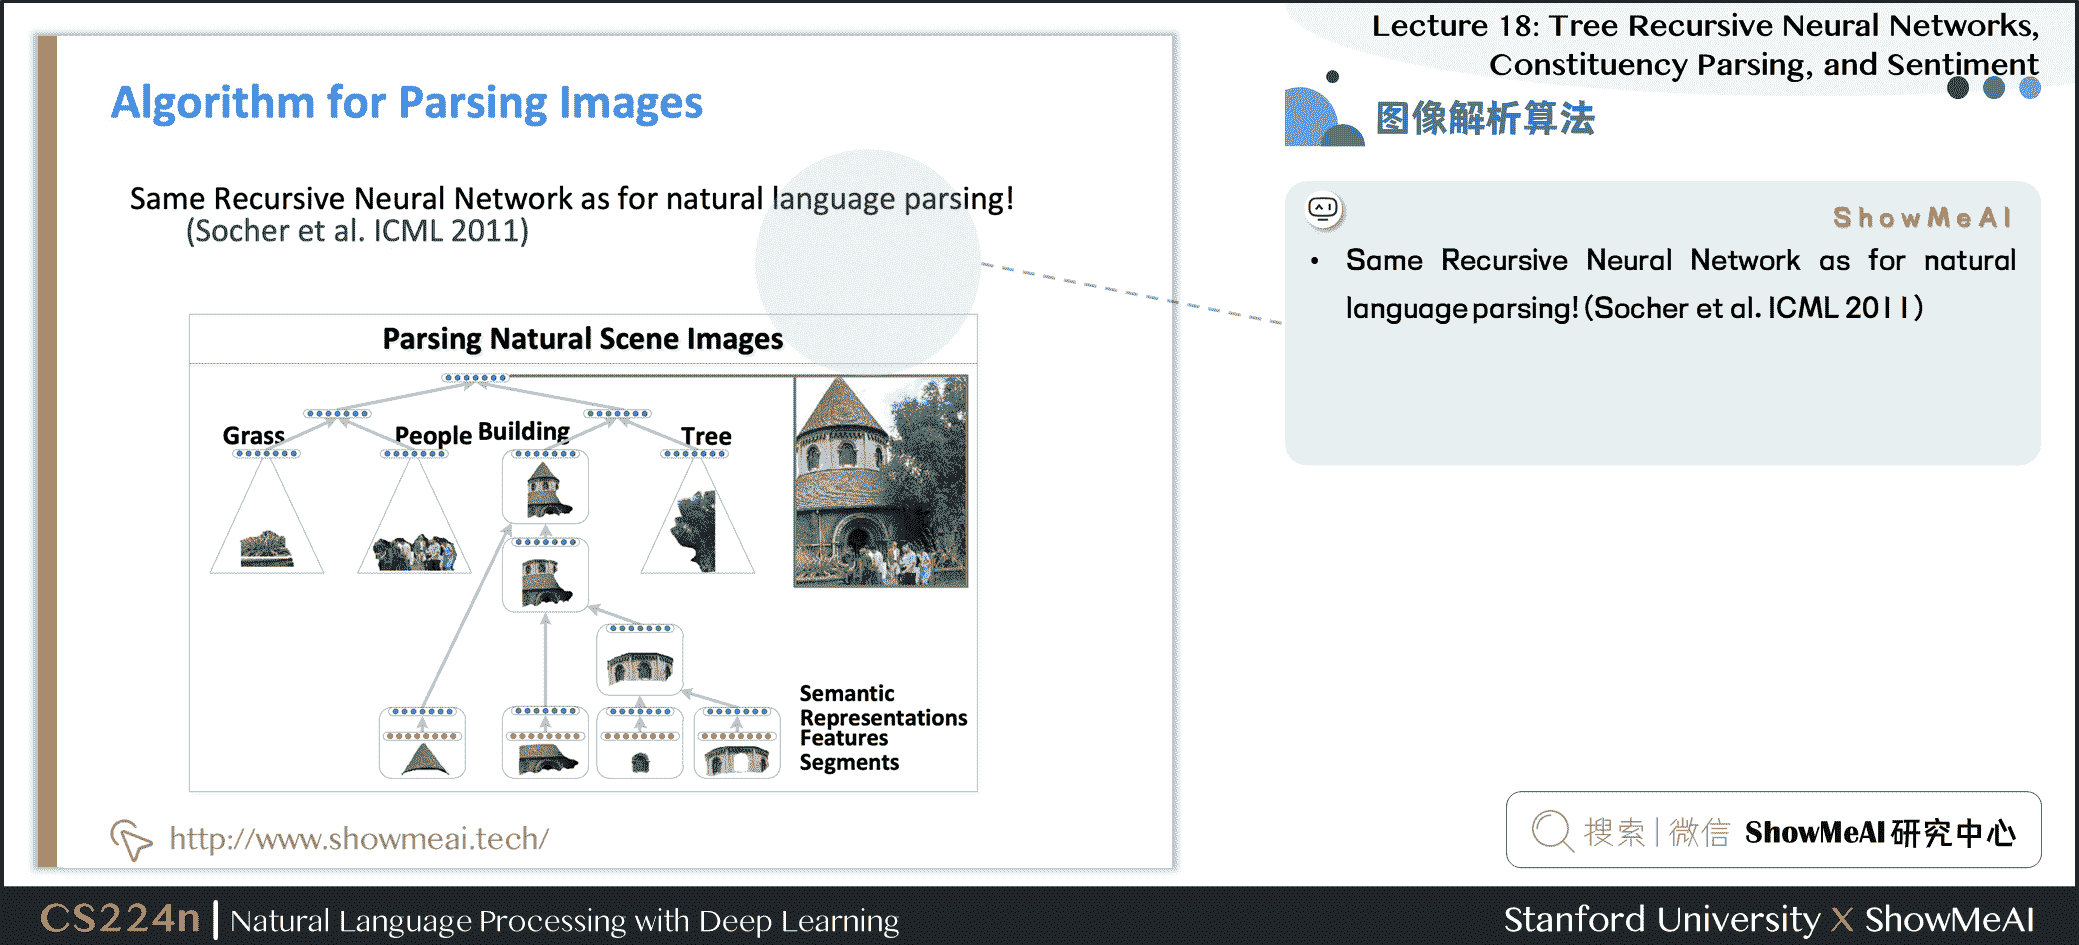 Lecture 18: Tree Recursive Neural Networks,
Constituency Parsing, and Sentiment
Algorithm for Parsing Images
图像解析算法
Same Recursive Neural Network as for natural language parsing!
(Socher et al. ICML 2011)
Parsing Natural Scene Images
Grass
People
Building
Tree
Semantic
Representations
Features
Segments
http://www.showmeai.tech/
ShowMeAI
• Same Recursive Neural Network as for natural
language parsing! (Socher et al. ICML 2011)
搜索|微信 ShowMeAI研究中心
CS224n | Natural Language Processing with Deep Learning
Stanford University X ShowMeAI